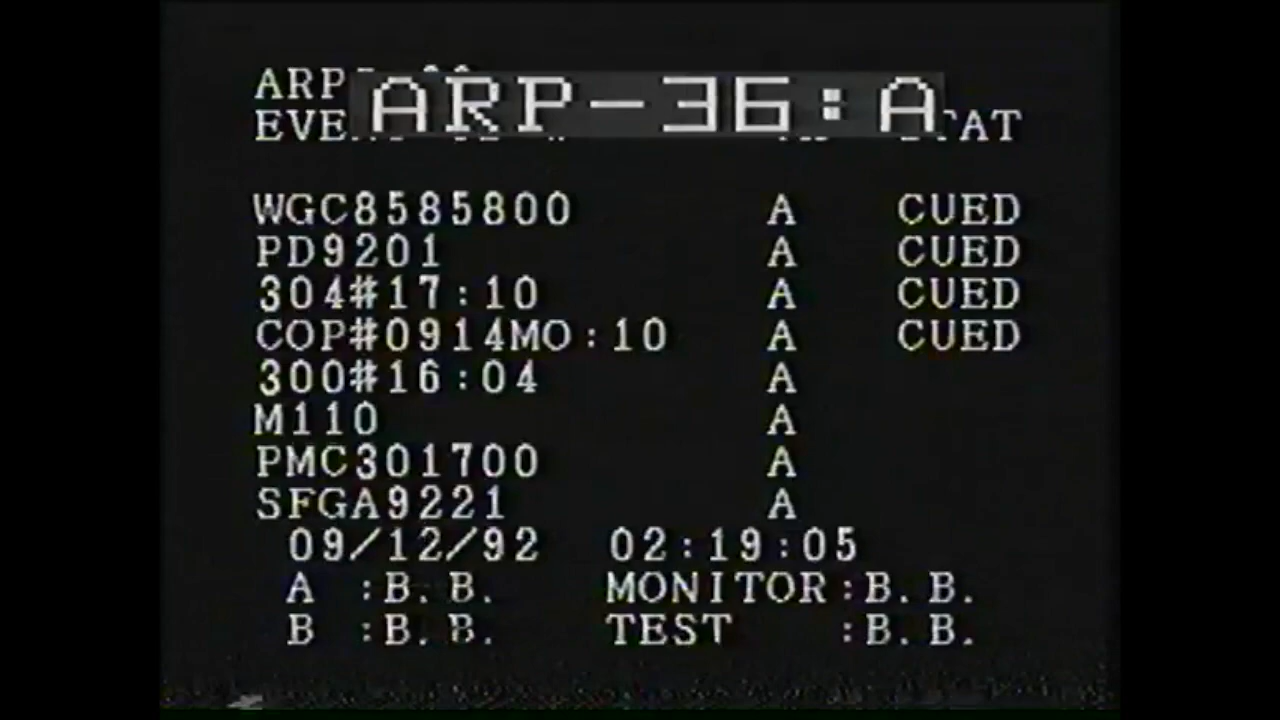 ARP-36:A
WGC8585800 A CUED
PD9201 A CUED
304#17:10 A CUED
COP#0914MO:10 A CUED
300#16:04 A
M110 A
PMC301700 A
SFGA9221 A
09/12/92 02:19:05
A :B.B. MONITOR:B.B.
B :B.B. TEST :B.B.